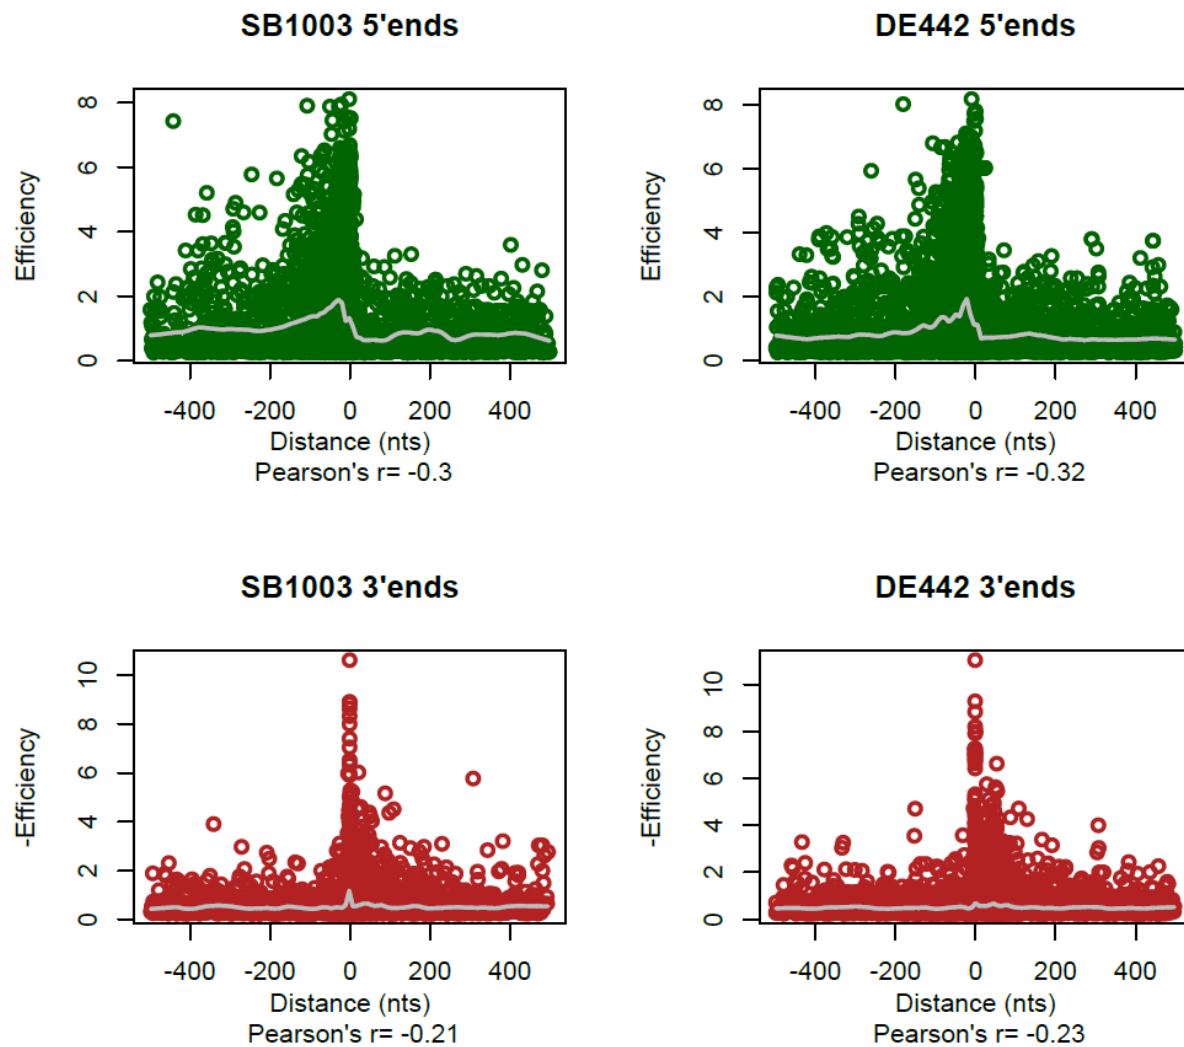 SB1003 5'ends
Efficiency
8
6
4
2
0
-400 -200 0 200 400
Distance (nts)
Pearson's r= -0.3
DE442 5'ends
Efficiency
8
6
4
2
0
-400 -200 0 200 400
Distance (nts)
Pearson's r= -0.32
SB1003 3'ends
-Efficiency
10
8
6
4
2
0
-400 -200 0 200 400
Distance (nts)
Pearson's r= -0.21
DE442 3'ends
-Efficiency
10
8
6
4
2
0
-400 -200 0 200 400
Distance (nts)
Pearson's r= -0.23